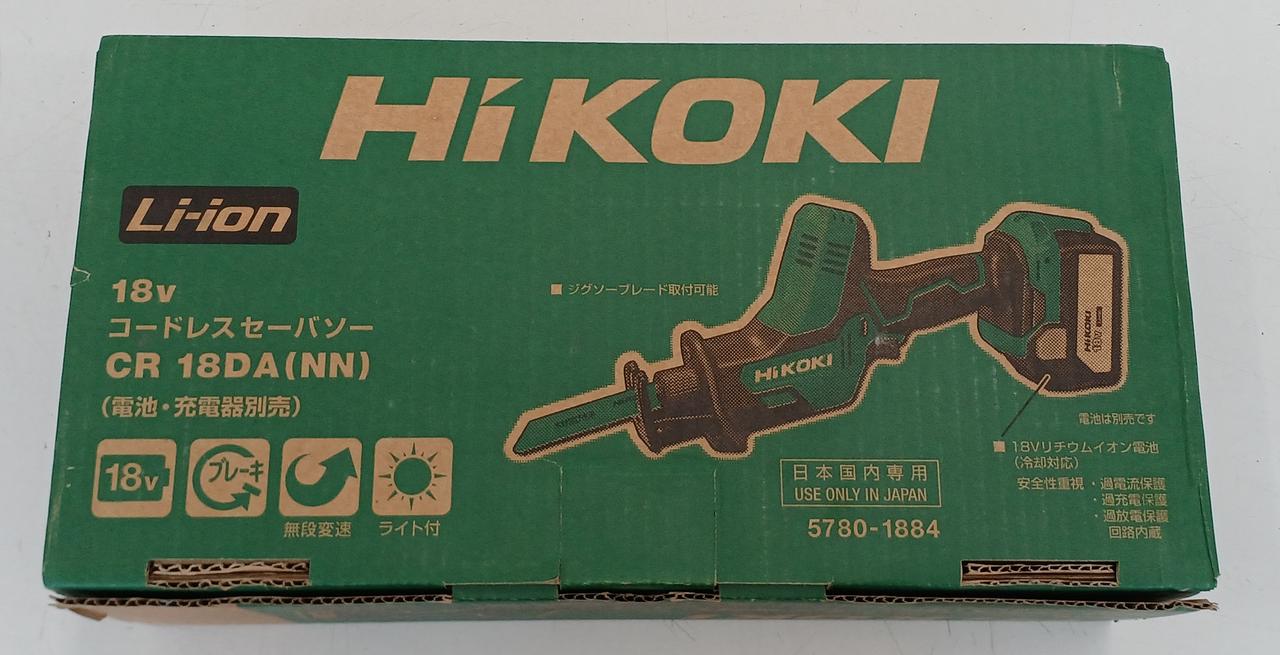 HiKOKI
Li-ion
18v
コードレスセーバソー
CR 18DA(NN)
(電池・充電器別売)
18v
ブレーキ
無段変速
ライト付
■ ジグソーブレード取付可能
HiKOKI
HiKOKI
18V
電池は別売です
■ 18Vリチウムイオン電池
(冷却対応)
安全性重視 ・過電流保護
・過充電保護
・過放電保護
回路内蔵
日本国内専用
USE ONLY IN JAPAN
5780-1884